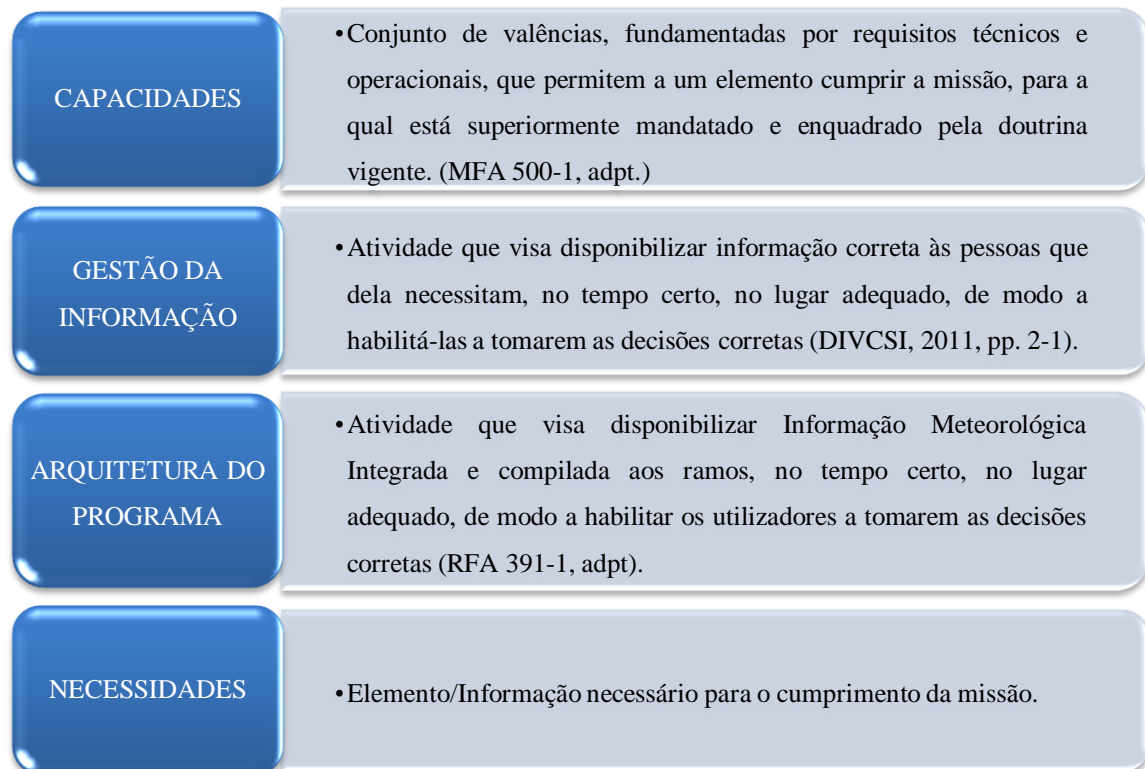 CAPACIDADES
•Conjunto de valências, fundamentadas por requisitos técnicos e
operacionais, que permitem a um elemento cumprir a missão, para a
qual está superiormente mandatado e enquadrado pela doutrina
vigente. (MFA 500-1, adpt.)
GESTÃO DA
INFORMAÇÃO
•Atividade que visa disponibilizar informação correta às pessoas que
dela necessitam, no tempo certo, no lugar adequado, de modo a
habilitá-las a tomarem as decisões corretas (DIVCSI, 2011, pp. 2-1).
ARQUITETURA DO
PROGRAMA
•Atividade que visa disponibilizar Informação Meteorológica
Integrada e compilada aos ramos, no tempo certo, no lugar
adequado, de modo a habilitar os utilizadores a tomarem as decisões
corretas (RFA 391-1, adpt).
NECESSIDADES
•Elemento/Informação necessário para o cumprimento da missão.